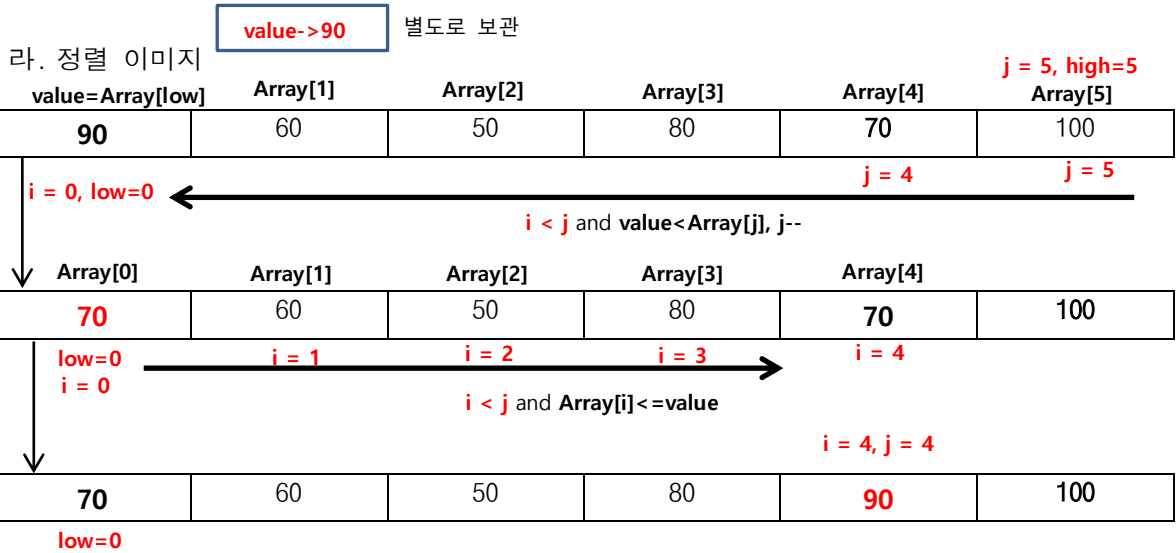 value->90 별도로 보관
라. 정렬 이미지
j = 5, high=5
value=Array[low] Array[1] Array[2] Array[3] Array[4] Array[5]
90 60 50 80 70 100
i = 0, low=0 j = 4 j = 5
i < j and value<Array[j], j--
Array[0] Array[1] Array[2] Array[3] Array[4]
70 60 50 80 70 100
low=0 i = 1 i = 2 i = 3 i = 4
i = 0
i < j and Array[i]<=value
i = 4, j = 4
70 60 50 80 90 100
low=0